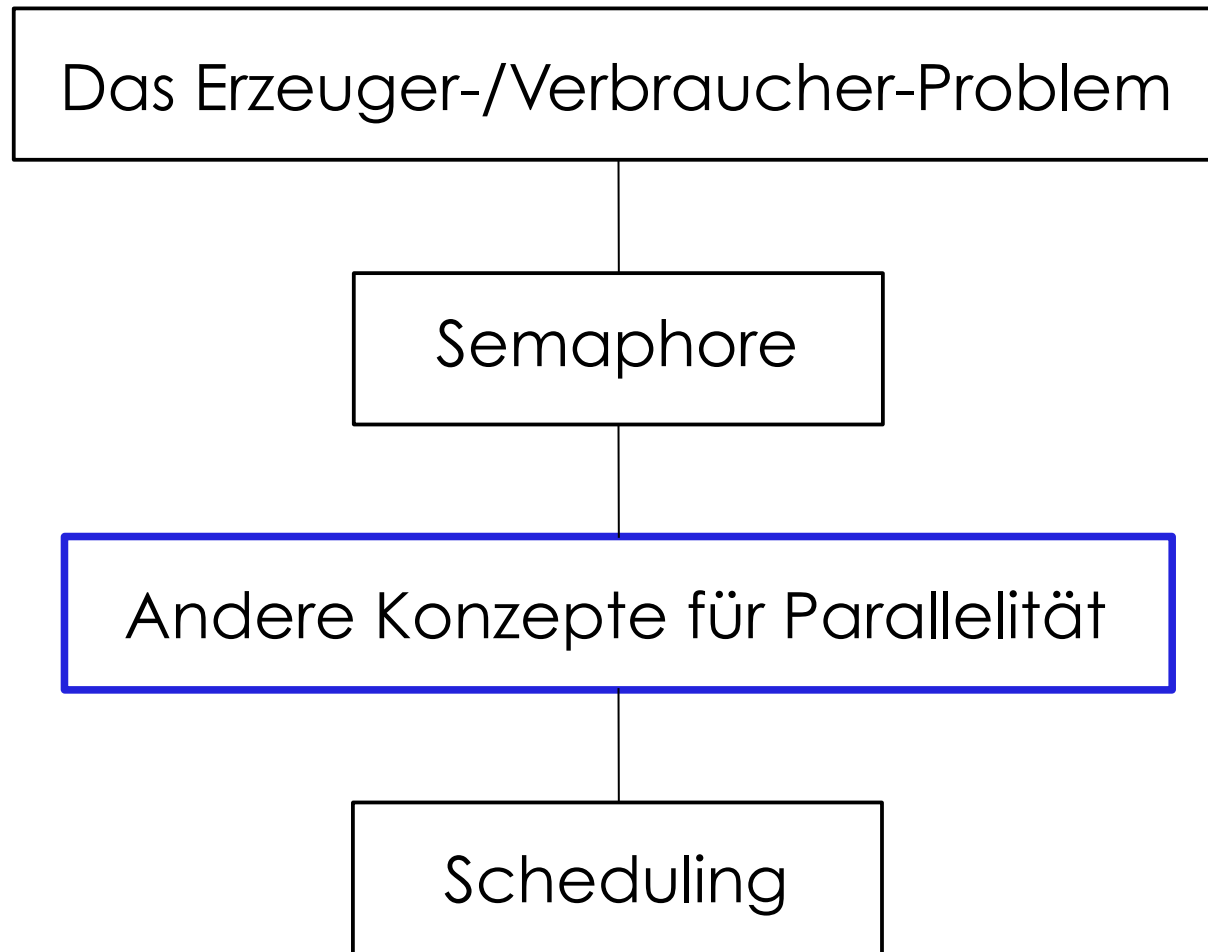 Das Erzeuger-/Verbraucher-Problem
Semaphore
Andere Konzepte für Parallelität
Scheduling